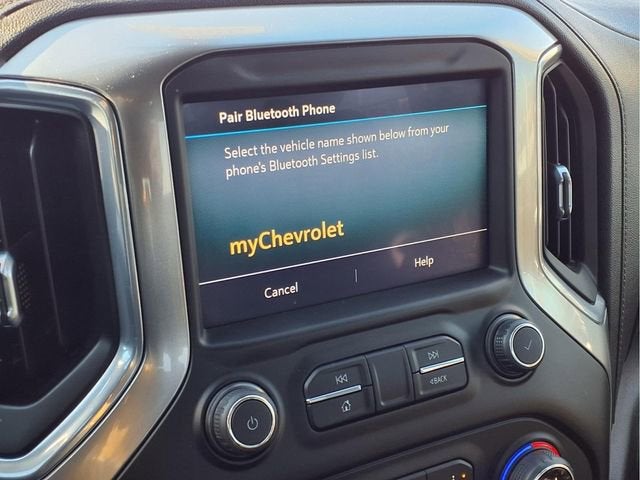 Pair Bluetooth Phone
Select the vehicle name shown below from your
phone's Bluetooth Settings list.
myChevrolet
Cancel
Help
BACK